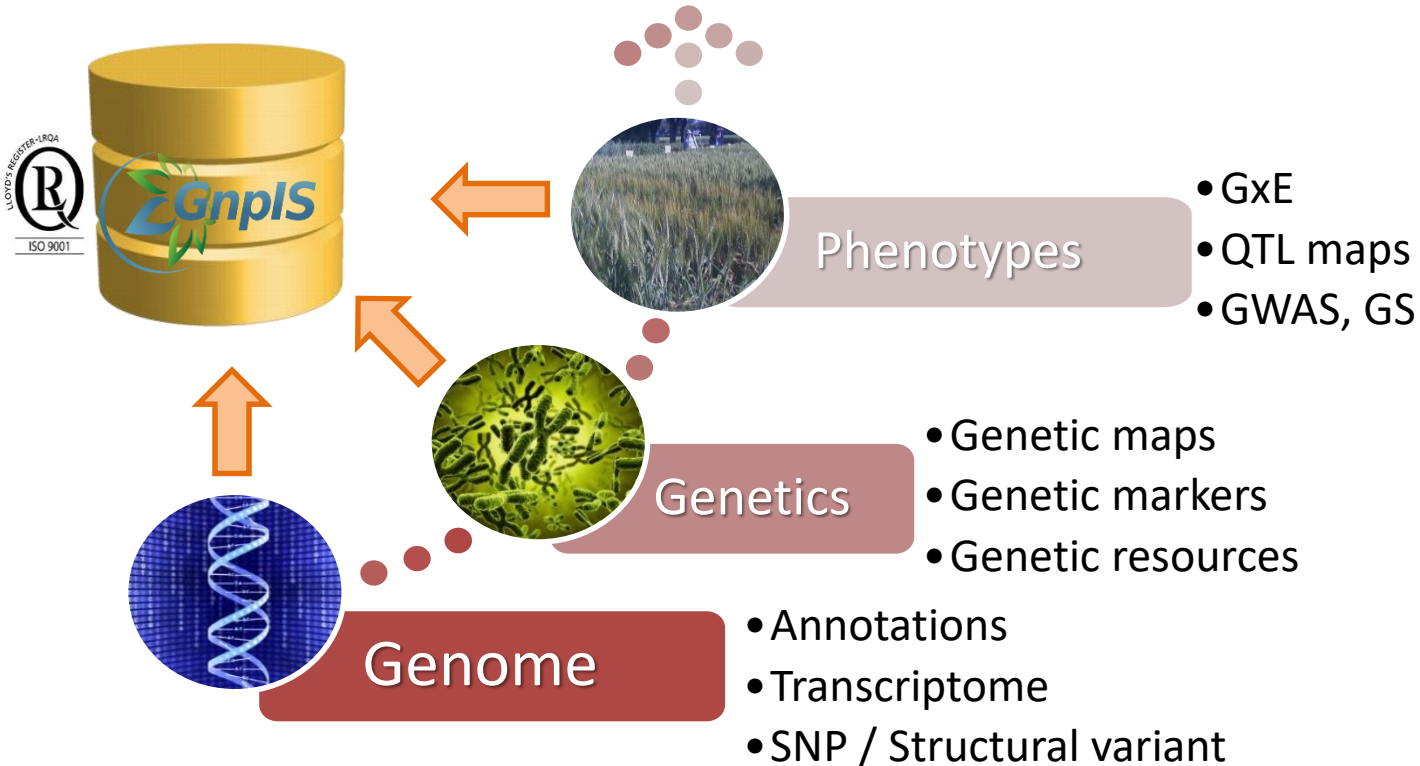 LLOYD'S REGISTER-LRQA
R
ISO 9001
GnpIS
Phenotypes
•GxE
•QTL maps
•GWAS, GS
Genetics
•Genetic maps
•Genetic markers
•Genetic resources
Genome
•Annotations
•Transcriptome
•SNP / Structural variant